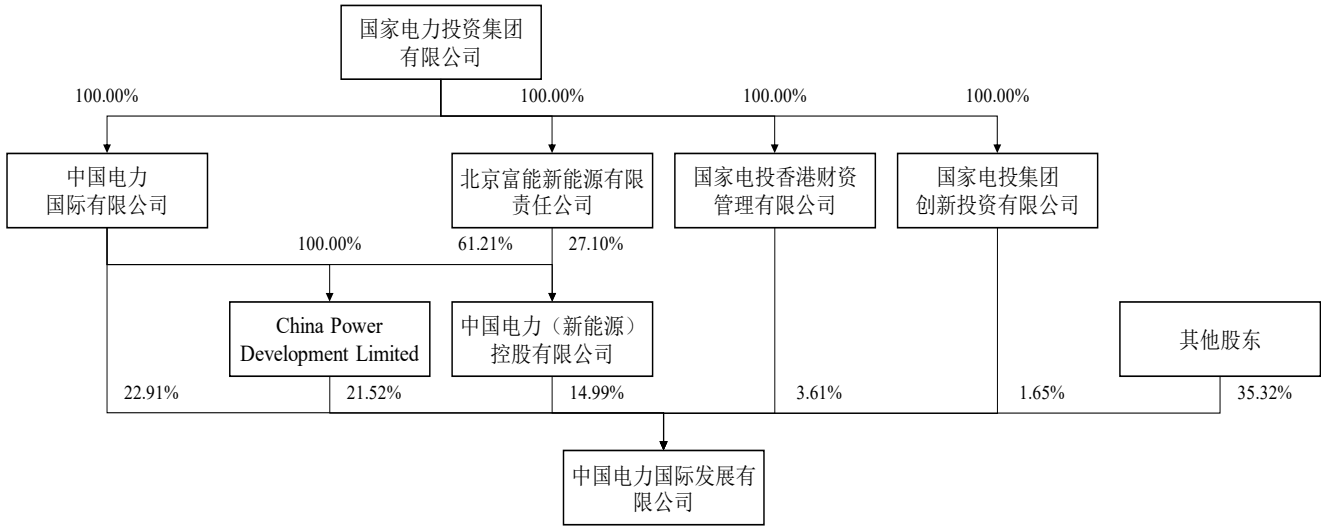 国家电力投资集团
有限公司
100.00%
100.00%
100.00%
100.00%
中国电力
国际有限公司
北京富能新能源有限
责任公司
国家电投香港财资
管理有限公司
国家电投集团
创新投资有限公司
100.00%
61.21%
27.10%
China Power
Development Limited
中国电力（新能源）
控股有限公司
其他股东
22.91%
21.52%
14.99%
3.61%
1.65%
35.32%
中国电力国际发展有
限公司